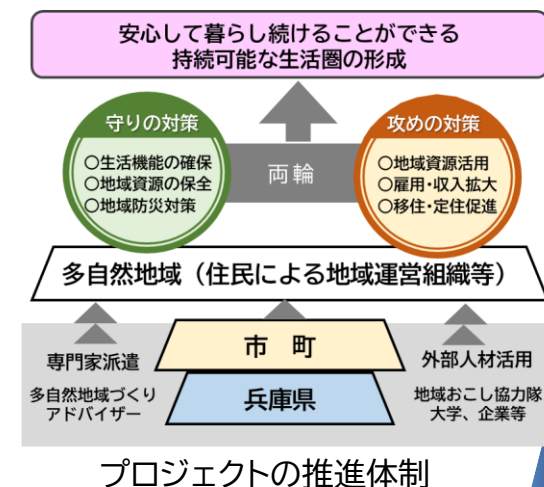 安心して暮らし続けることができる
持続可能な生活圏の形成
守りの対策
○生活機能の確保
○地域資源の保全
○地域防災対策
両輪
攻めの対策
○地域資源活用
○雇用・収入拡大
○移住・定住促進
多自然地域（住民による地域運営組織等）
専門家派遣
多自然地域づくり
アドバイザー
市　町
兵庫県
外部人材活用
地域おこし協力隊
大学、企業等
プロジェクトの推進体制